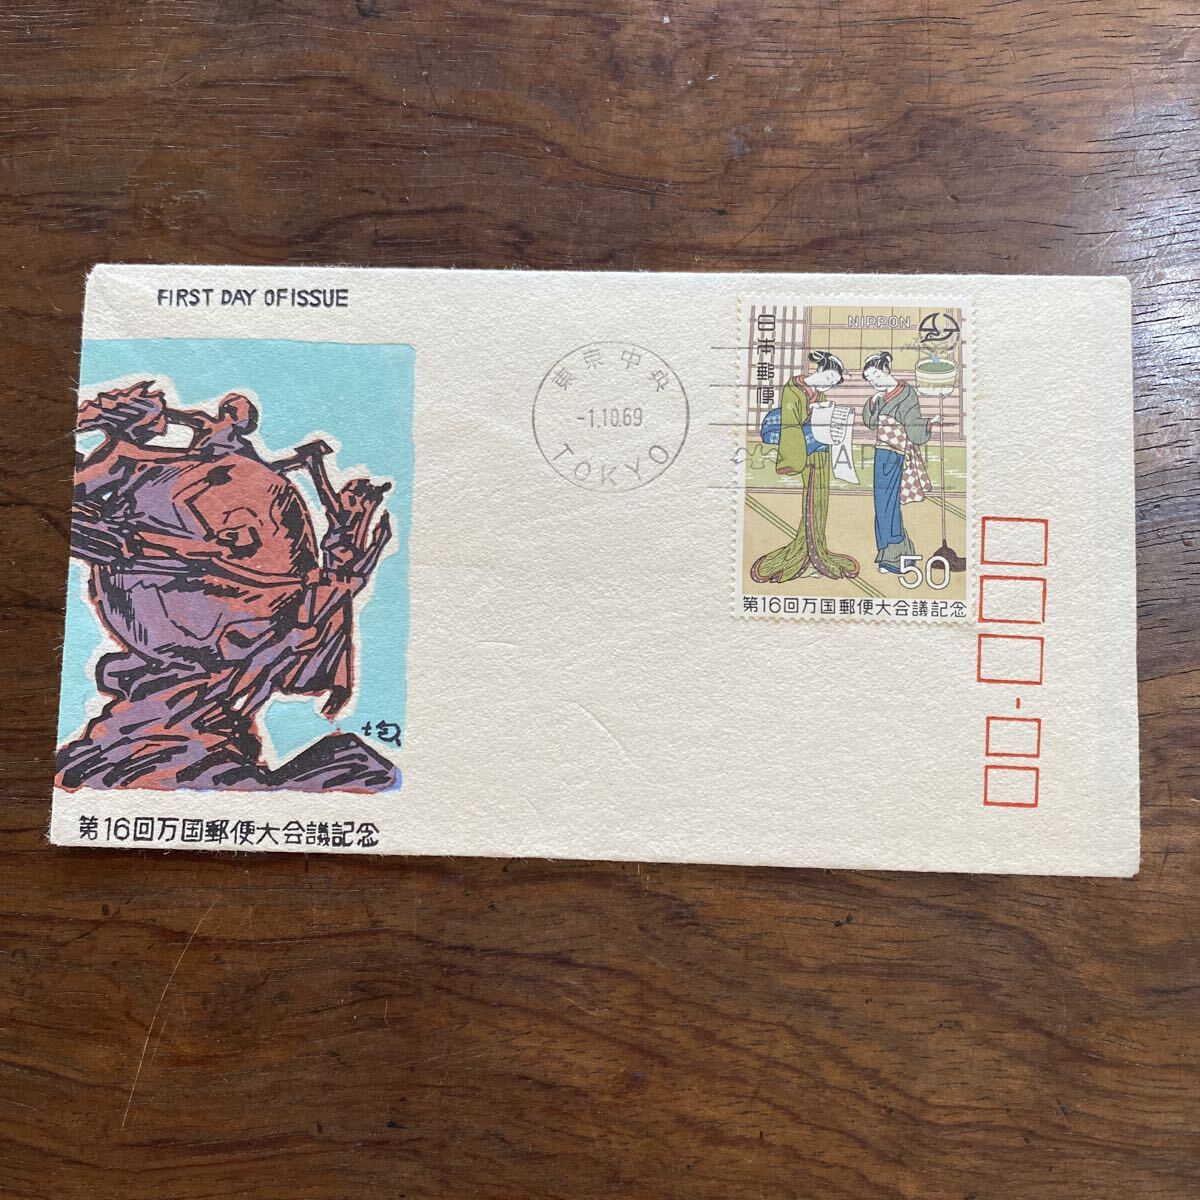 FIRST DAY OF ISSUE
東京中央
-1.10.69
TOKYO
日本郵便
NIPPON
50
第16回万国郵便大会議記念
第16回万国郵便大会議記念